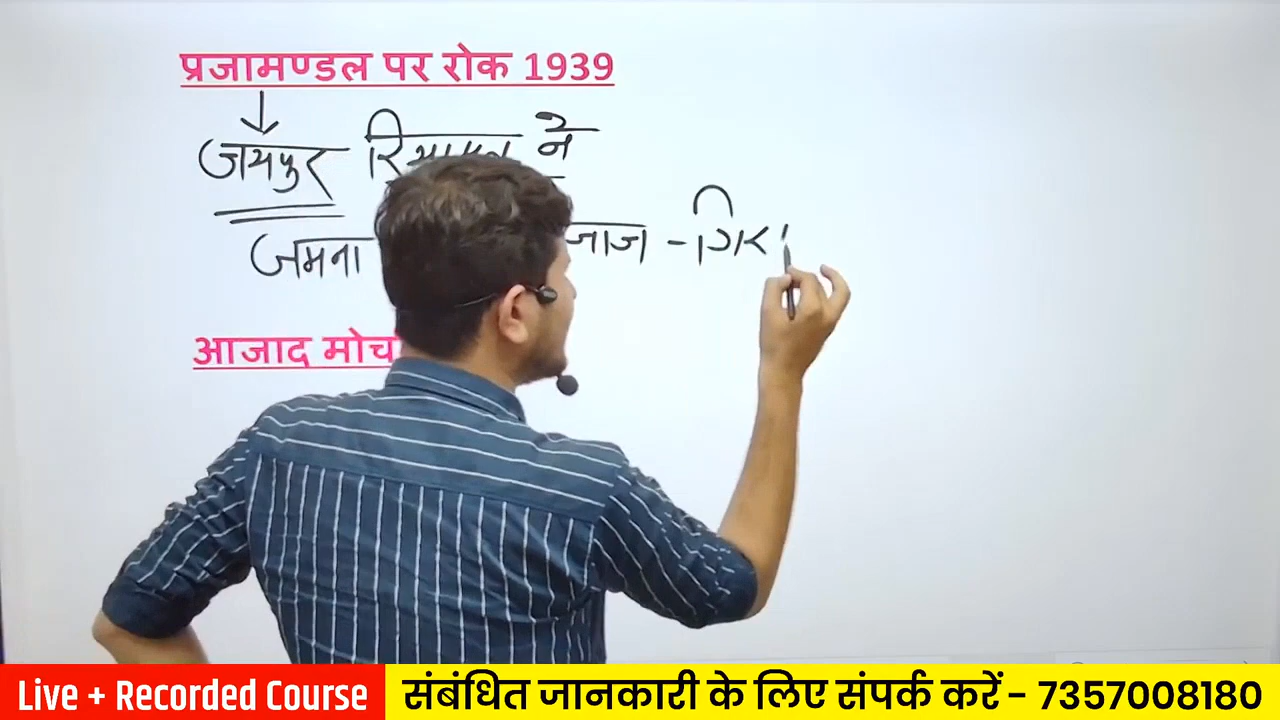 प्रजामण्डल पर रोक 1939
जयपुर रियासत ने
जमना जाज - गिर
आजाद मोच
Live + Recorded Course
संबंधित जानकारी के लिए संपर्क करें - 7357008180